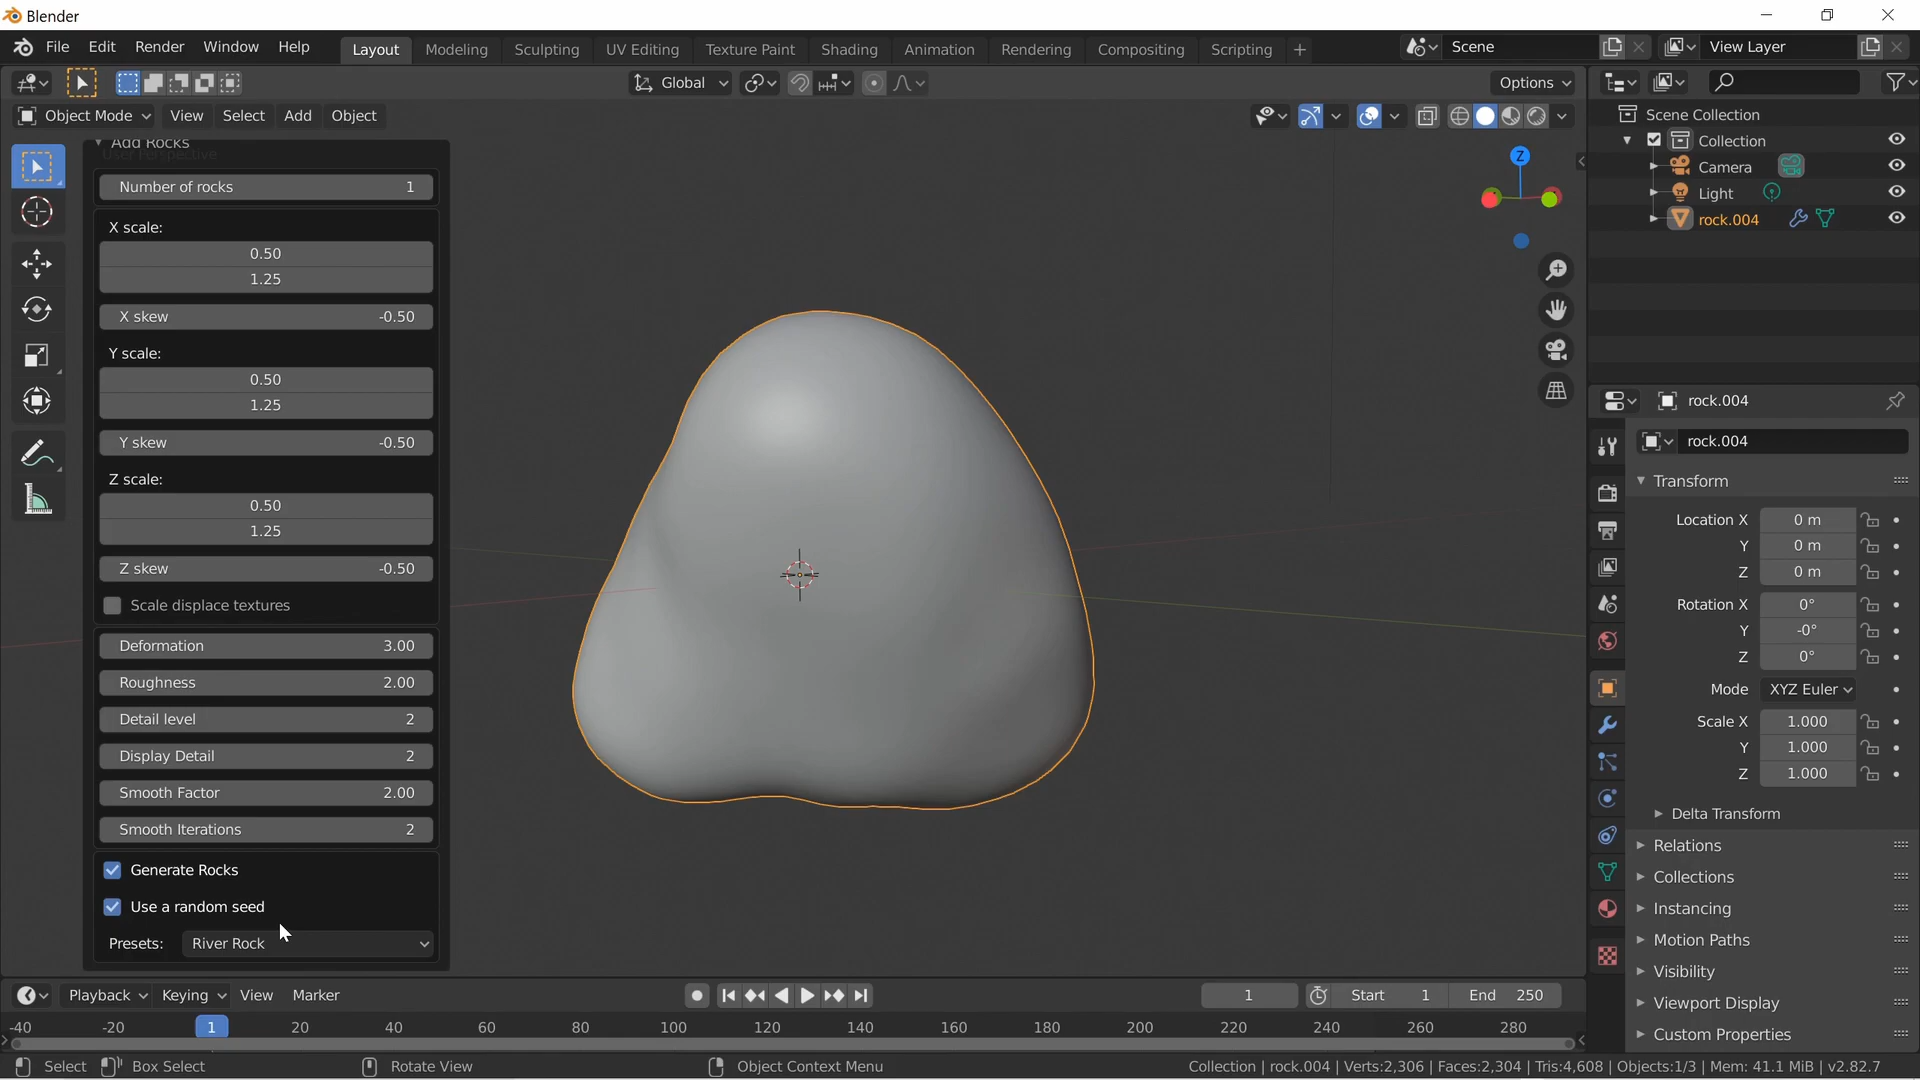 Blender
File Edit Render Window Help Layout Modeling Sculpting UV Editing Texture Paint Shading Animation Rendering Compositing Scripting + Scene View Layer
Global Options
Object Mode View Select Add Object
Scene Collection
Collection
Camera
Light
rock.004
Add Rocks
User Perspective
Number of rocks 1
X scale:
0.50
1.25
X skew -0.50
Y scale:
0.50
1.25
Y skew -0.50
Z scale:
0.50
1.25
Z skew -0.50
Scale displace textures
Deformation 3.00
Roughness 2.00
Detail level 2
Display Detail 2
Smooth Factor 2.00
Smooth Iterations 2
Generate Rocks
Use a random seed
Presets: River Rock
Z
rock.004
rock.004
Transform
Location X 0 m
Y 0 m
Z 0 m
Rotation X 0°
Y -0°
Z 0°
Mode XYZ Euler
Scale X 1.000
Y 1.000
Z 1.000
Delta Transform
Relations
Collections
Instancing
Motion Paths
Visibility
Viewport Display
Custom Properties
Playback Keying View Marker 1 Start 1 End 250
-40 -20 1 20 40 60 80 100 120 140 160 180 200 220 240 260 280
Select Box Select Rotate View Object Context Menu Collection | rock.004 | Verts:2,306 | Faces:2,304 | Tris:4,608 | Objects:1/3 | Mem: 41.1 MiB | v2.82.7